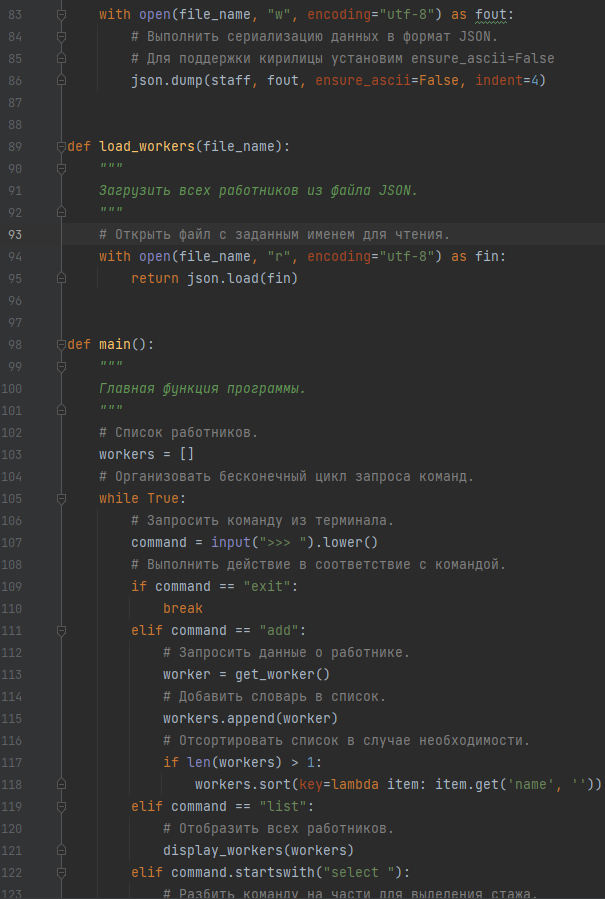 83 with open(file_name, "w", encoding="utf-8") as fout:
84 # Выполнить сериализацию данных в формат JSON.
85 # Для поддержки кирилицы установим ensure_ascii=False
86 json.dump(staff, fout, ensure_ascii=False, indent=4)
87
88
89 def load_workers(file_name):
90 """
91 Загрузить всех работников из файла JSON.
92 """
93 # Открыть файл с заданным именем для чтения.
94 with open(file_name, "r", encoding="utf-8") as fin:
95 return json.load(fin)
96
97
98 def main():
99 """
100 Главная функция программы.
101 """
102 # Список работников.
103 workers = []
104 # Организовать бесконечный цикл запроса команд.
105 while True:
106 # Запросить команду из терминала.
107 command = input(">>> ").lower()
108 # Выполнить действие в соответствие с командой.
109 if command == "exit":
110 break
111 elif command == "add":
112 # Запросить данные о работнике.
113 worker = get_worker()
114 # Добавить словарь в список.
115 workers.append(worker)
116 # Отсортировать список в случае необходимости.
117 if len(workers) > 1:
118 workers.sort(key=lambda item: item.get('name', ''))
119 elif command == "list":
120 # Отобразить всех работников.
121 display_workers(workers)
122 elif command.startswith("select "):
123 # Разбить команду на части для выделения стажа.